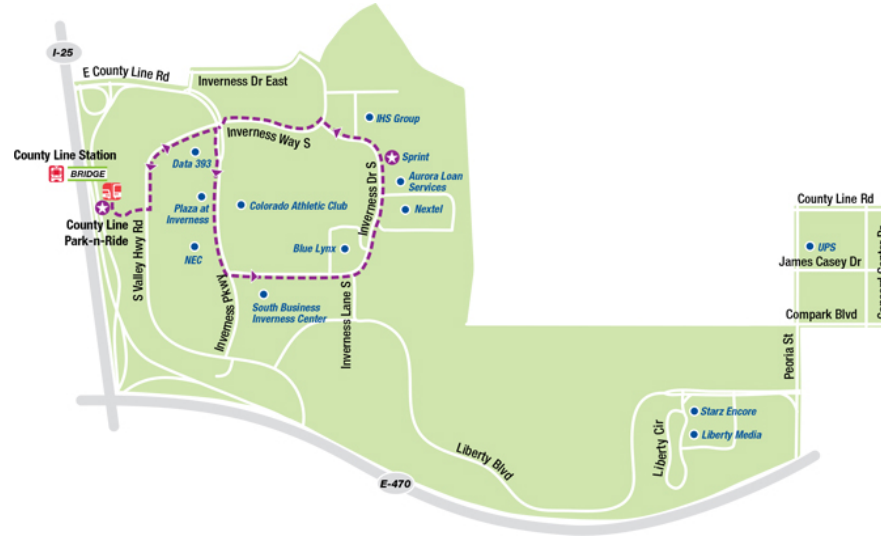 I-25
E County Line Rd
Inverness Dr East
IHS Group
Inverness Way S
County Line Station
BRIDGE
Data 393
Sprint
Aurora Loan
Services
Inverness Dr S
Plaza at
Inverness
Colorado Athletic Club
Nextel
County Line
Park-n-Ride
S Valley Hwy Rd
NEC
Blue Lynx
County Line Rd
UPS
James Casey Dr
Inverness Pkwy
South Business
Inverness Center
Inverness Lane S
Compark Blvd
Peoria St
Starz Encore
Liberty Media
Liberty Cir
Liberty Blvd
E-470